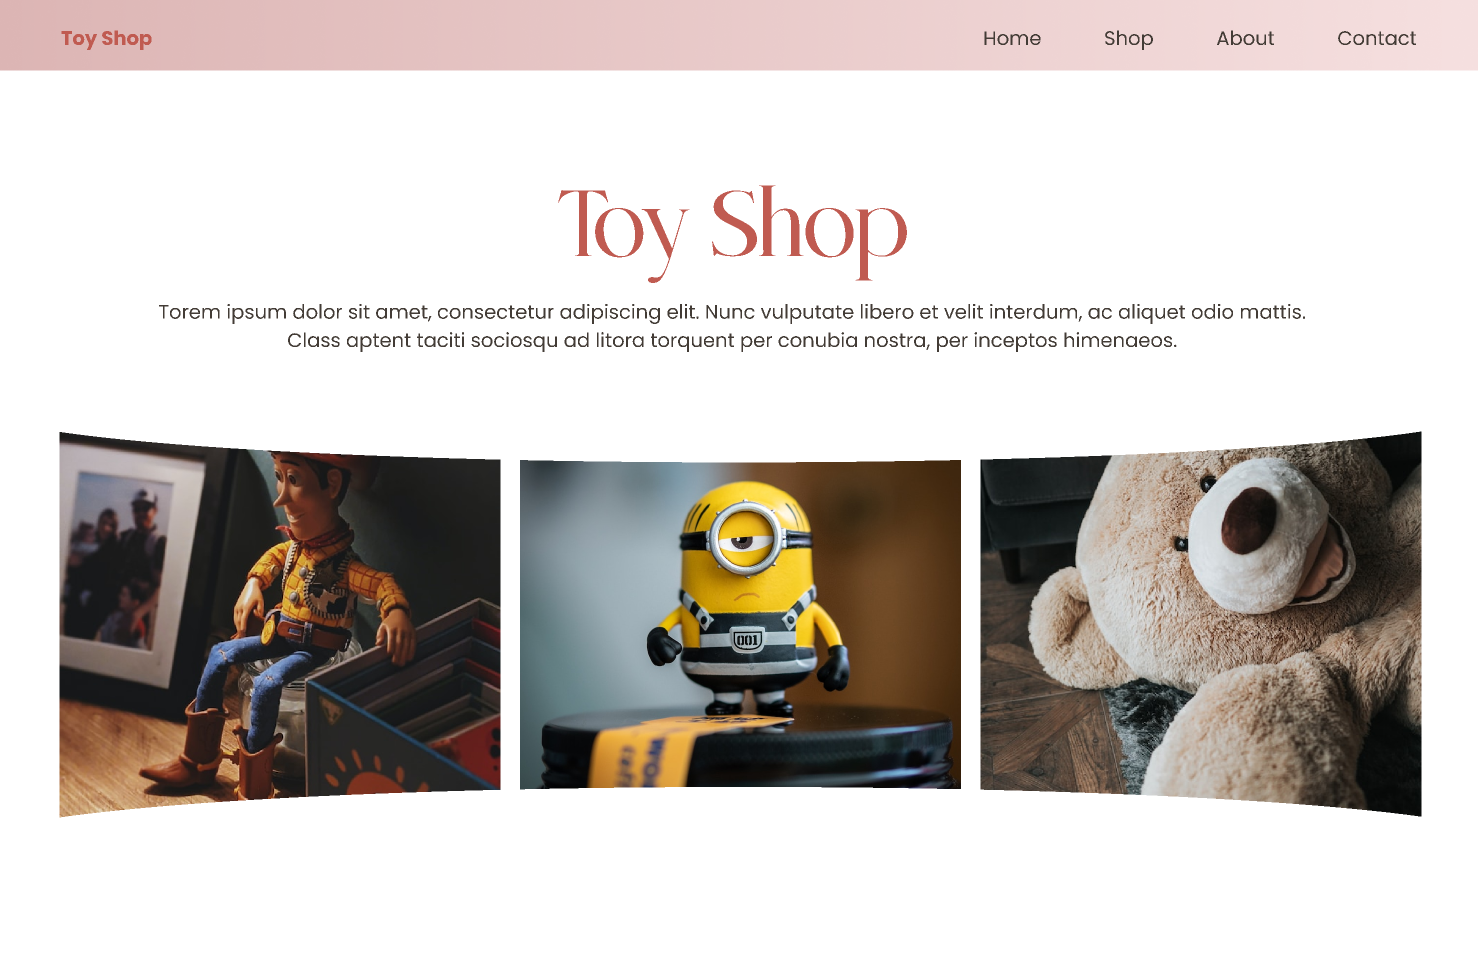 Toy Shop
Home Shop About Contact
Toy Shop
Torem ipsum dolor sit amet, consectetur adipiscing elit. Nunc vulputate libero et velit interdum, ac aliquet odio mattis.
Class aptent taciti sociosqu ad litora torquent per conubia nostra, per inceptos himenaeos.
001